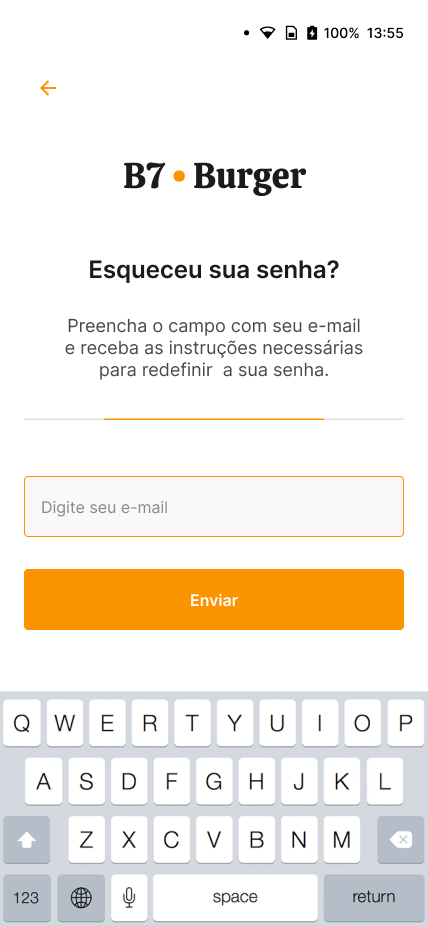 100% 13:55
B7 • Burger
Esqueceu sua senha?
Preencha o campo com seu e-mail
e receba as instruções necessárias
para redefinir  a sua senha.
Digite seu e-mail
Enviar
Q W E R T Y U I O P
A S D F G H J K L
Z X C V B N M
123 space return